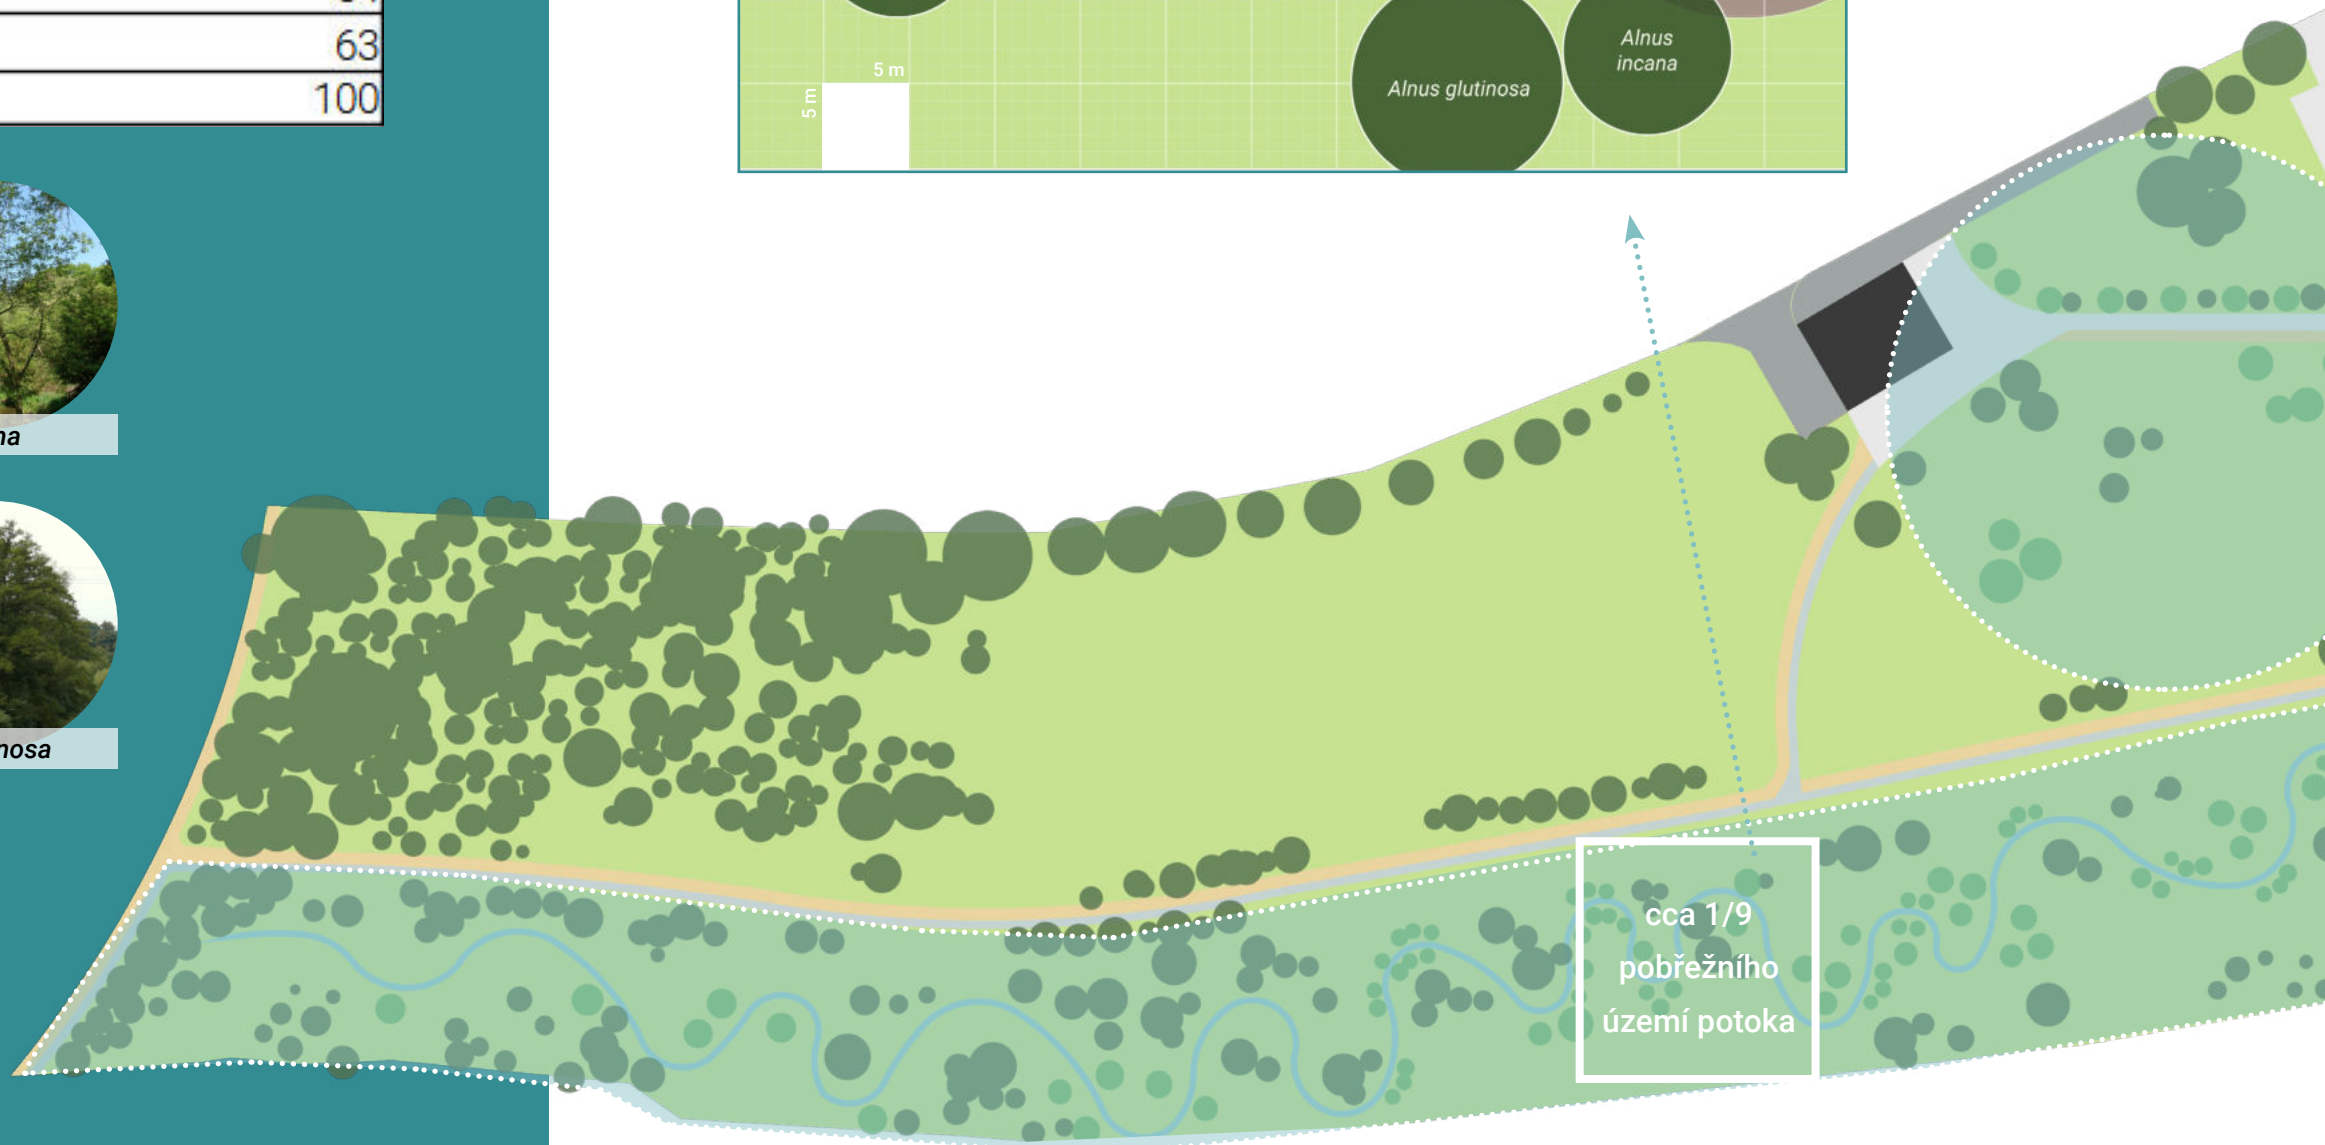 63
100
5 m
5 m
Alnus glutinosa
Alnus
incana
cca 1/9
pobřežního
území potoka